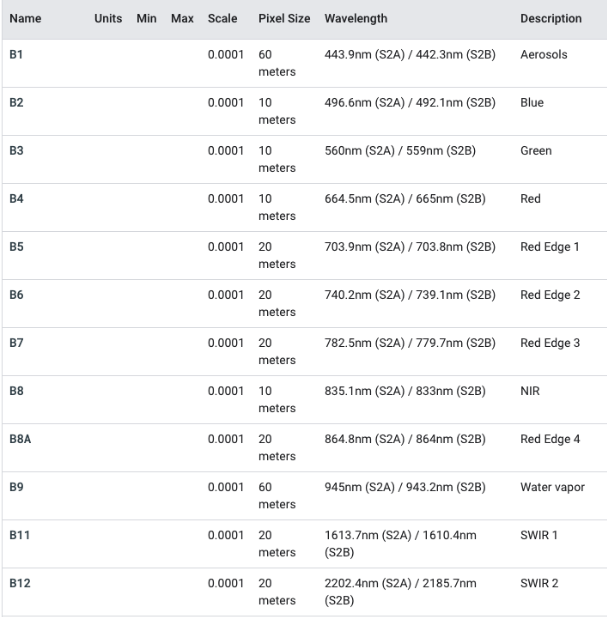 Name Units Min Max Scale Pixel Size Wavelength Description
B1 0.0001 60 meters 443.9nm (S2A) / 442.3nm (S2B) Aerosols
B2 0.0001 10 meters 496.6nm (S2A) / 492.1nm (S2B) Blue
B3 0.0001 10 meters 560nm (S2A) / 559nm (S2B) Green
B4 0.0001 10 meters 664.5nm (S2A) / 665nm (S2B) Red
B5 0.0001 20 meters 703.9nm (S2A) / 703.8nm (S2B) Red Edge 1
B6 0.0001 20 meters 740.2nm (S2A) / 739.1nm (S2B) Red Edge 2
B7 0.0001 20 meters 782.5nm (S2A) / 779.7nm (S2B) Red Edge 3
B8 0.0001 10 meters 835.1nm (S2A) / 833nm (S2B) NIR
B8A 0.0001 20 meters 864.8nm (S2A) / 864nm (S2B) Red Edge 4
B9 0.0001 60 meters 945nm (S2A) / 943.2nm (S2B) Water vapor
B11 0.0001 20 meters 1613.7nm (S2A) / 1610.4nm (S2B) SWIR 1
B12 0.0001 20 meters 2202.4nm (S2A) / 2185.7nm (S2B) SWIR 2